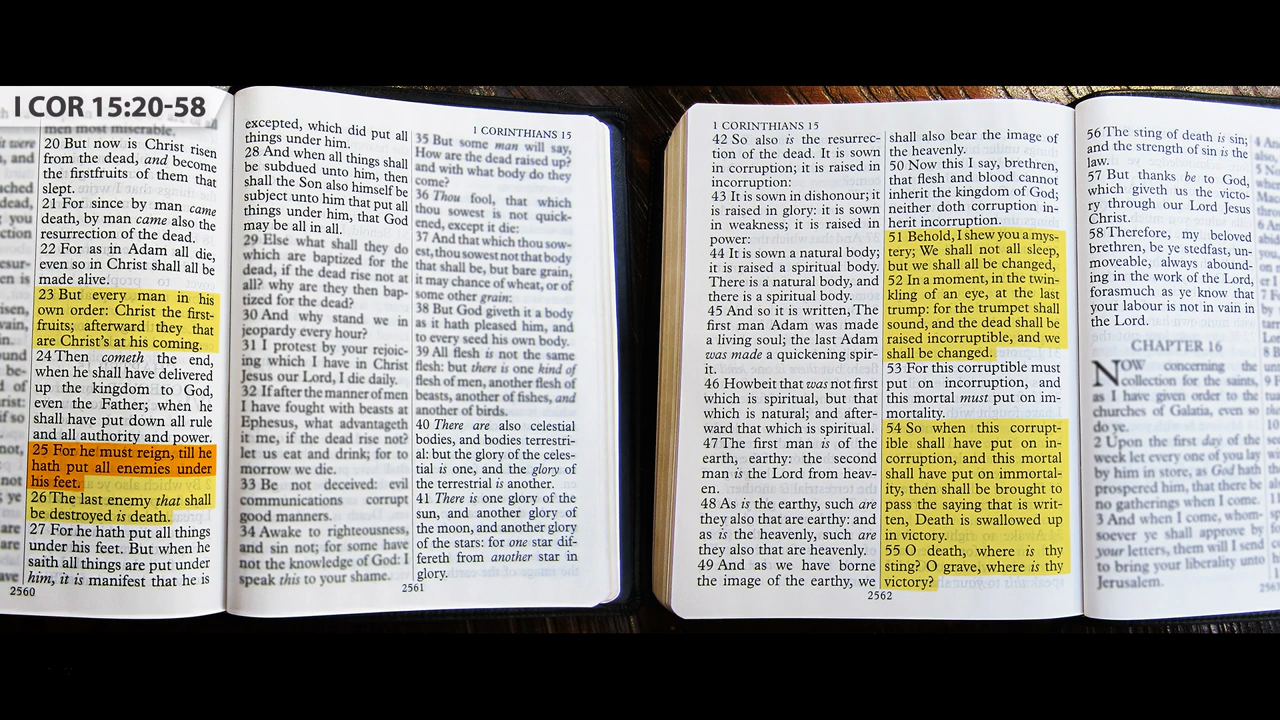 I COR 15:20-58
men most miserable.
20 But now is Christ risen
from the dead, and become
the firstfruits of them that
slept.
21 For since by man came
death, by man came also the
resurrection of the dead.
22 For as in Adam all die,
even so in Christ shall all be
made alive.
23 But every man in his
own order: Christ the first-
fruits; afterward they that
are Christ's at his coming.
24 Then cometh the end,
when he shall have delivered
up the kingdom to God,
even the Father; when he
shall have put down all rule
and all authority and power.
25 For he must reign, till he
hath put all enemies under
his feet.
26 The last enemy that shall
be destroyed is death.
27 For he hath put all things
under his feet. But when he
saith all things are put under
him, it is manifest that he is
2560
excepted, which did put all
things under him.
28 And when all things shall
be subdued unto him, then
shall the Son also himself be
subject unto him that put all
things under him, that God
may be all in all.
29 Else what shall they do
which are baptized for the
dead, if the dead rise not at
all? why are they then bap-
tized for the dead?
30 And why stand we in
jeopardy every hour?
31 I protest by your rejoic-
ing which I have in Christ
Jesus our Lord, I die daily.
32 If after the manner of men
I have fought with beasts at
Ephesus, what advantageth
it me, if the dead rise not?
let us eat and drink; for to
morrow we die.
33 Be not deceived: evil
communications corrupt
good manners.
34 Awake to righteousness,
and sin not; for some have
not the knowledge of God: I
speak this to your shame.
2561
1 CORINTHIANS 15
35 But some man will say,
How are the dead raised up?
and with what body do they
come?
36 Thou fool, that which
thou sowest is not quick-
ened, except it die:
37 And that which thou sow-
est, thou sowest not that body
that shall be, but bare grain,
it may chance of wheat, or of
some other grain:
38 But God giveth it a body
as it hath pleased him, and
to every seed his own body.
39 All flesh is not the same
flesh: but there is one kind of
flesh of men, another flesh of
beasts, another of fishes, and
another of birds.
40 There are also celestial
bodies, and bodies terrestri-
al: but the glory of the celes-
tial is one, and the glory of
the terrestrial is another.
41 There is one glory of the
sun, and another glory of
the moon, and another glory
of the stars: for one star dif-
fereth from another star in
glory.
1 CORINTHIANS 15
42 So also is the resurrec-
tion of the dead. It is sown
in corruption; it is raised in
incorruption:
43 It is sown in dishonour; it
is raised in glory: it is sown
in weakness; it is raised in
power:
44 It is sown a natural body;
it is raised a spiritual body.
There is a natural body, and
there is a spiritual body.
45 And so it is written, The
first man Adam was made
a living soul; the last Adam
was made a quickening spir-
it.
46 Howbeit that was not first
which is spiritual, but that
which is natural; and after-
ward that which is spiritual.
47 The first man is of the
earth, earthy: the second
man is the Lord from heav-
en.
48 As is the earthy, such are
they also that are earthy: and
as is the heavenly, such are
they also that are heavenly.
49 And as we have borne
the image of the earthy, we
2562
shall also bear the image of
the heavenly.
50 Now this I say, brethren,
that flesh and blood cannot
inherit the kingdom of God;
neither doth corruption in-
herit incorruption.
51 Behold, I shew you a mys-
tery; We shall not all sleep,
but we shall all be changed,
52 In a moment, in the twin-
kling of an eye, at the last
trump: for the trumpet shall
sound, and the dead shall be
raised incorruptible, and we
shall be changed.
53 For this corruptible must
put on incorruption, and
this mortal must put on im-
mortality.
54 So when this corrupt-
ible shall have put on in-
corruption, and this mortal
shall have put on immortal-
ity, then shall be brought to
pass the saying that is writ-
ten, Death is swallowed up
in victory.
55 O death, where is thy
sting? O grave, where is thy
victory?
56 The sting of death is sin;
and the strength of sin is the
law.
57 But thanks be to God,
which giveth us the victo-
ry through our Lord Jesus
Christ.
58 Therefore, my beloved
brethren, be ye stedfast, un-
moveable, always abound-
ing in the work of the Lord,
forasmuch as ye know that
your labour is not in vain in
the Lord.
CHAPTER 16
NOW concerning the
collection for the saints,
as I have given order to the
churches of Galatia, even so
do ye.
2 Upon the first day of the
week let every one of you lay
by him in store, as God hath
prospered him, that there be
no gatherings when I come.
3 And when I come, whom-
soever ye shall approve by
your letters, them will I send
to bring your liberality unto
Jerusalem.